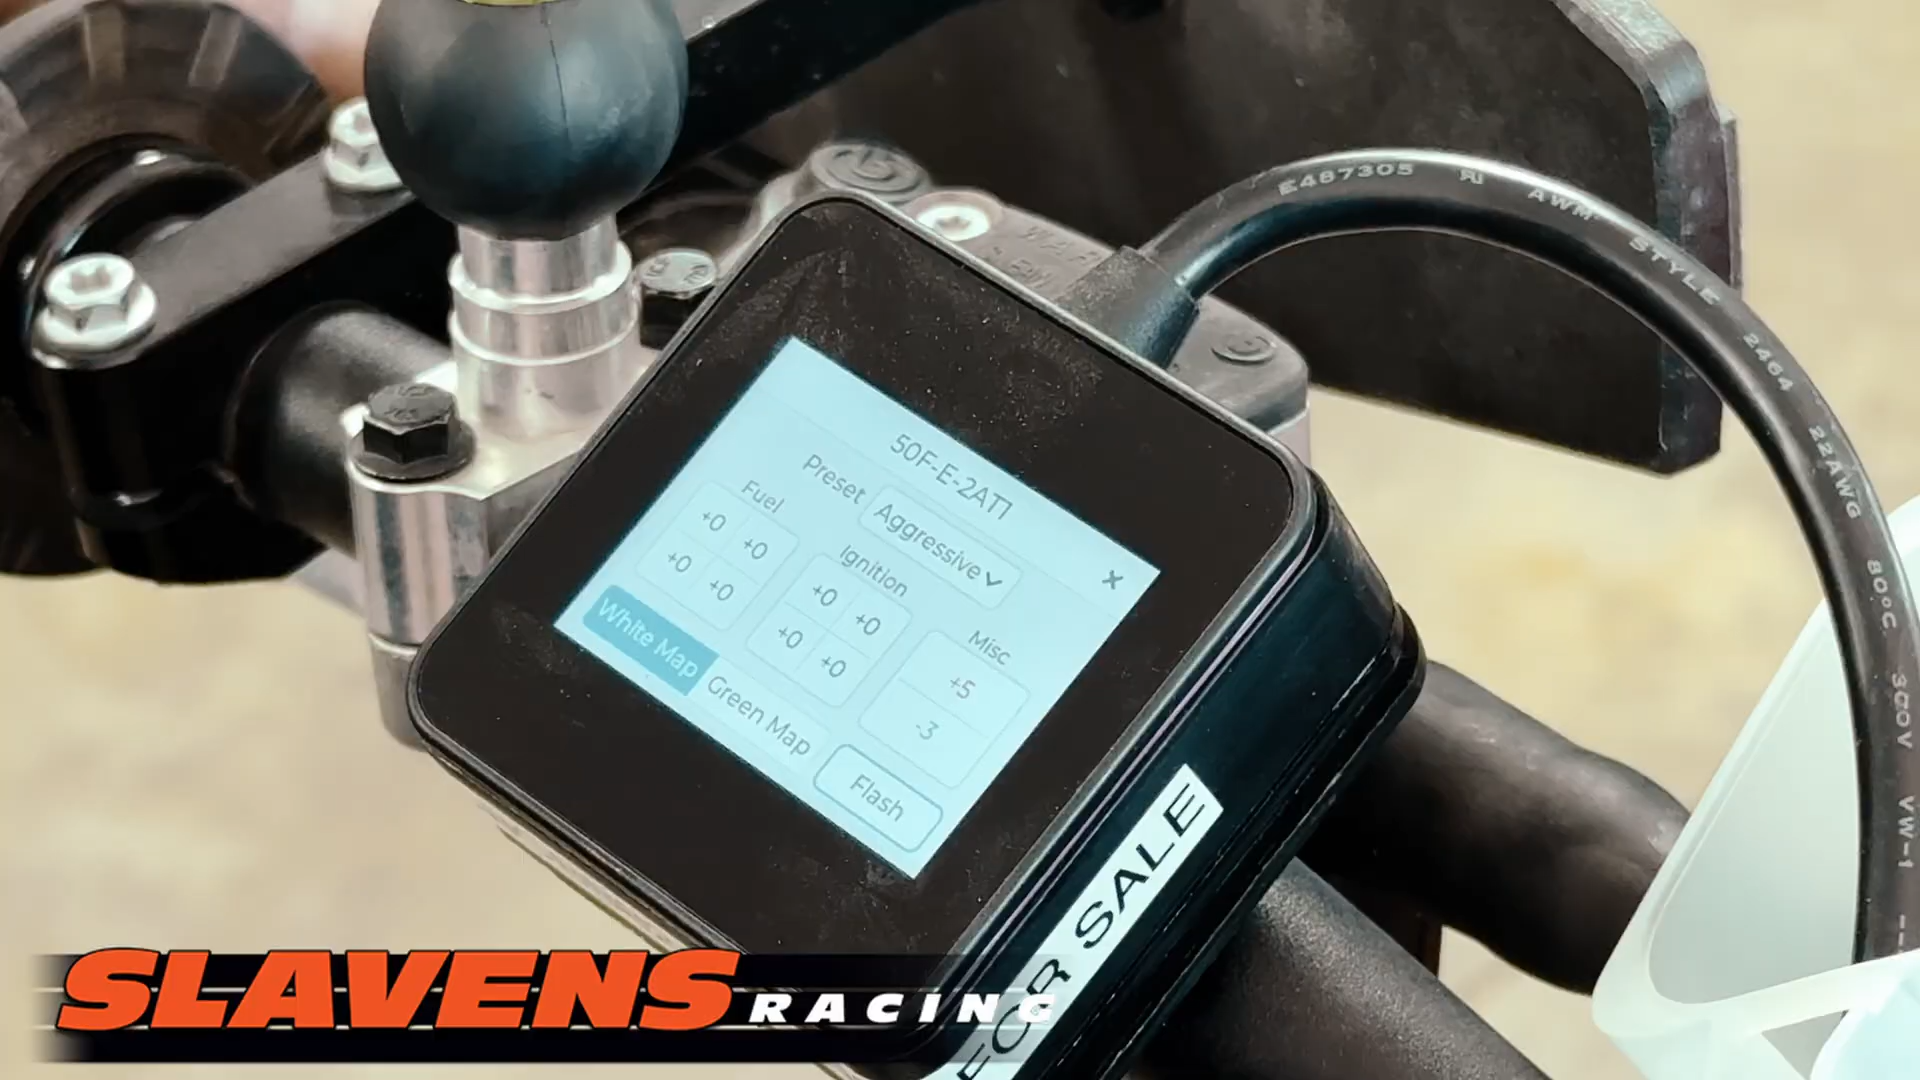 50F-E-2AT1
Preset Aggressive
×
Fuel
+0 +0
+0 +0
Ignition
+0 +0
+0 +0
Misc
+5
-3
White Map
Green Map
Flash
FOR SALE
E487305 AWM STYLE 2464 22AWG 80°C 300V VW-1
SLAVENS
RACING